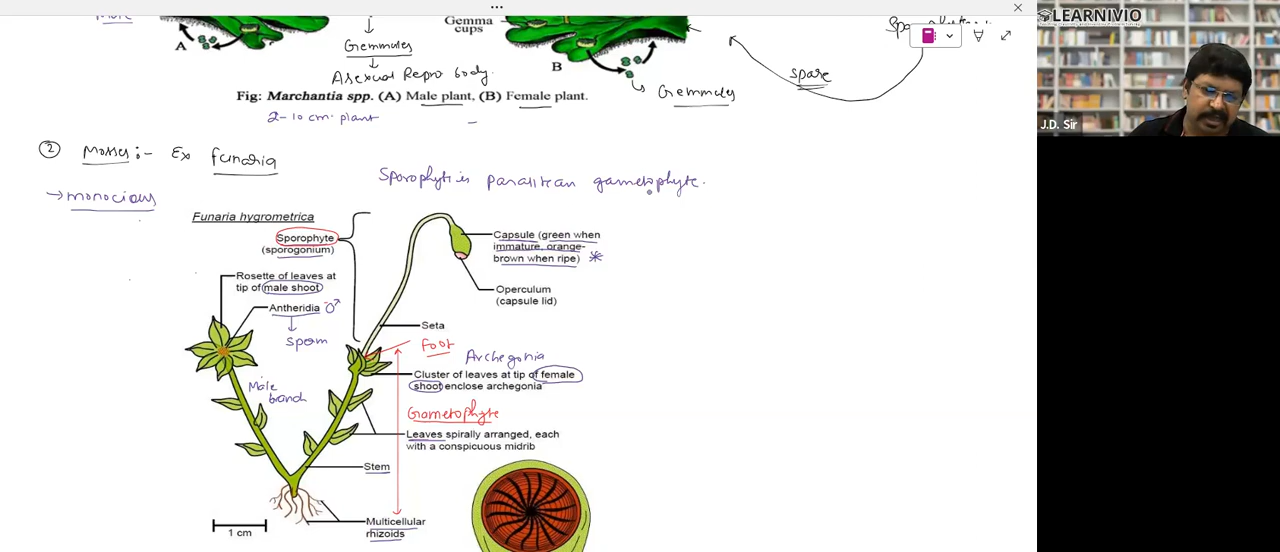 LEARNIVIO
J.D. Sir
Male
A
Gemmules
Asexual Repro body.
Gemma
cups
B
Gemmules
spore
Fig: Marchantia spp. (A) Male plant, (B) Female plant.
2-10 cm. plant
② Mosses :- Ex funaria
→ monocious
Sporophyte is parasite an gametophyte.
Funaria hygrometrica
Sporophyte
(sporogonium)
Capsule (green when
immature, orange-
brown when ripe) *
Rosette of leaves at
tip of male shoot
Operculum
(capsule lid)
Antheridia ♂
sperm
Seta
Foot
Archegonia
Cluster of leaves at tip of female
shoot enclose archegonia
Male
branch
Gametophyte
Leaves spirally arranged, each
with a conspicuous midrib
Stem
Multicellular
rhizoids
1 cm